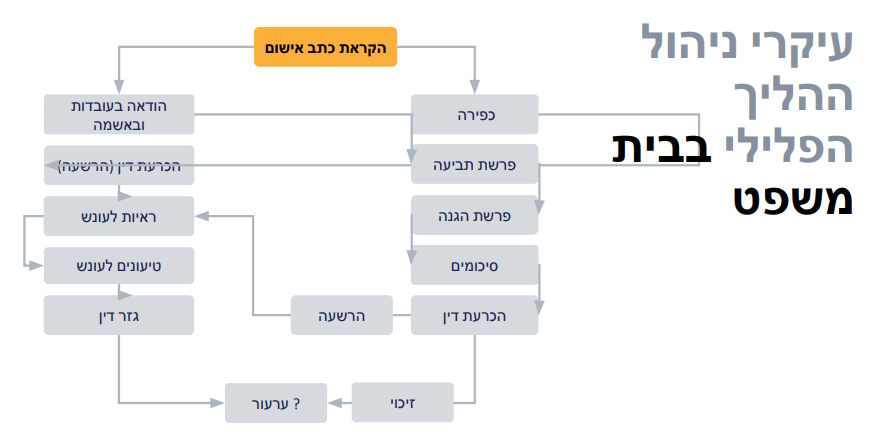 עיקרי ניהול
ההליך
הפלילי בבית
משפט
הקראת כתב אישום
כפירה
פרשת תביעה
פרשת הגנה
סיכומים
הכרעת דין
הרשעה
זיכוי
הודאה בעובדות
ובאשמה
הכרעת דין (הרשעה)
ראיות לעונש
טיעונים לעונש
גזר דין
ערעור ?